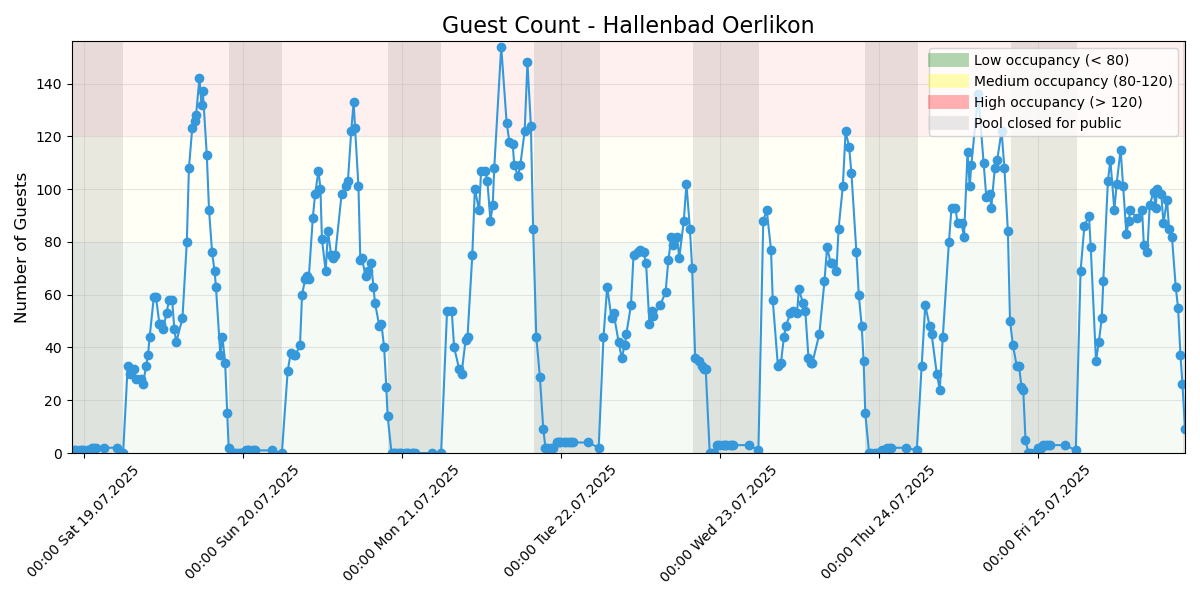 Guest Count - Hallenbad Oerlikon
Number of Guests
140
120
100
80
60
40
20
0
Low occupancy (< 80)
Medium occupancy (80-120)
High occupancy (> 120)
Pool closed for public
00:00 Sat 19.07.2025
00:00 Sun 20.07.2025
00:00 Mon 21.07.2025
00:00 Tue 22.07.2025
00:00 Wed 23.07.2025
00:00 Thu 24.07.2025
00:00 Fri 25.07.2025